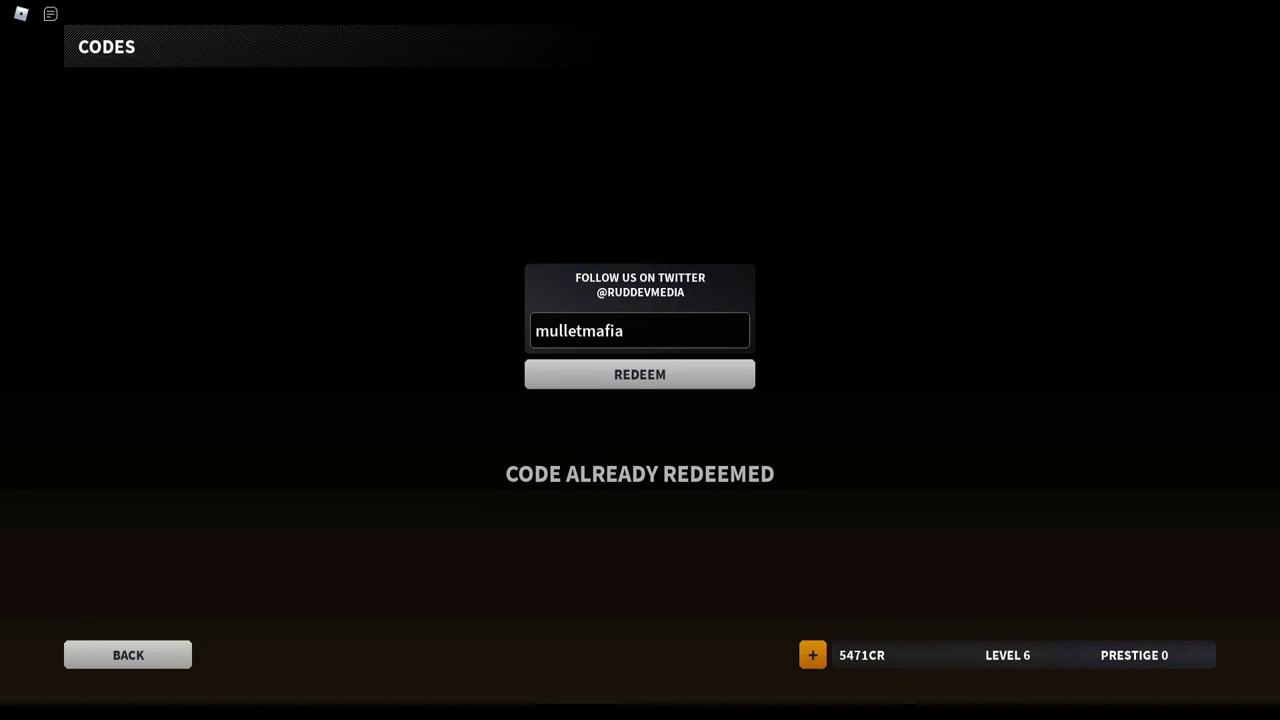 CODES
FOLLOW US ON TWITTER
@RUDDEVMEDIA
mulletmafia
REDEEM
CODE ALREADY REDEEMED
BACK
+ 5471CR LEVEL 6 PRESTIGE 0